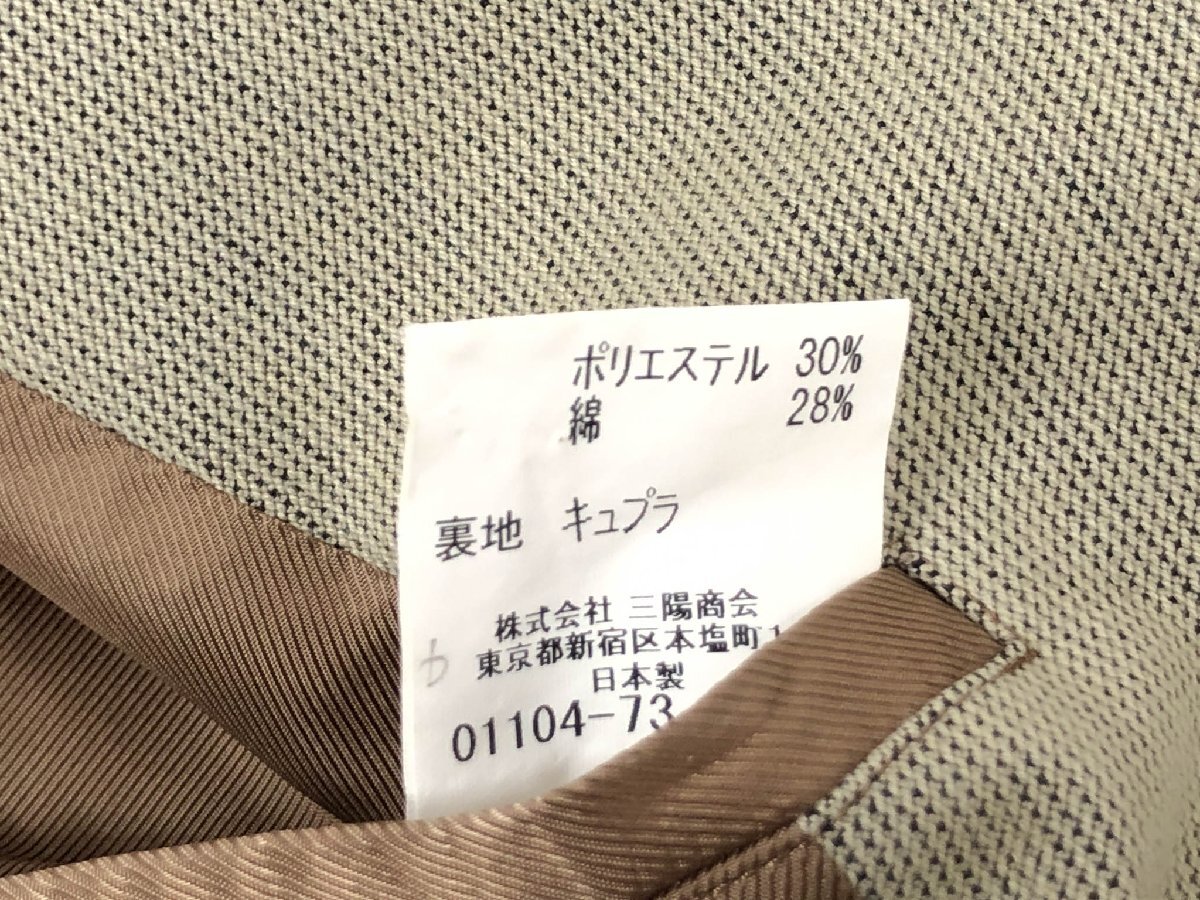 ポリエステル 30%
綿 28%
裏地 キュプラ
株式会社 三陽商会
東京都新宿区本塩町1
日本製
01104-73